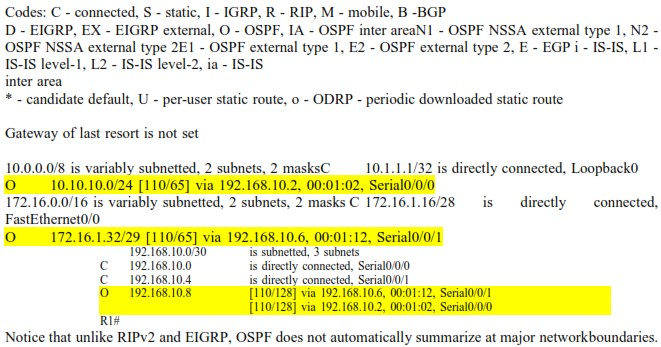 Codes: C - connected, S - static, I - IGRP, R - RIP, M - mobile, B -BGP
D - EIGRP, EX - EIGRP external, O - OSPF, IA - OSPF inter areaN1 - OSPF NSSA external type 1, N2 -
OSPF NSSA external type 2E1 - OSPF external type 1, E2 - OSPF external type 2, E - EGP i - IS-IS, L1 -
IS-IS level-1, L2 - IS-IS level-2, ia - IS-IS
inter area
* - candidate default, U - per-user static route, o - ODRP - periodic downloaded static route
Gateway of last resort is not set
10.0.0.0/8 is variably subnetted, 2 subnets, 2 masksC 10.1.1.1/32 is directly connected, Loopback0
O 10.10.10.0/24 [110/65] via 192.168.10.2, 00:01:02, Serial0/0/0
172.16.0.0/16 is variably subnetted, 2 subnets, 2 masks C 172.16.1.16/28 is directly connected,
FastEthernet0/0
O 172.16.1.32/29 [110/65] via 192.168.10.6, 00:01:12, Serial0/0/1
192.168.10.0/30 is subnetted, 3 subnets
C 192.168.10.0 is directly connected, Serial0/0/0
C 192.168.10.4 is directly connected, Serial0/0/1
O 192.168.10.8 [110/128] via 192.168.10.6, 00:01:12, Serial0/0/1
[110/128] via 192.168.10.2, 00:01:02, Serial0/0/0
R1#
Notice that unlike RIPv2 and EIGRP, OSPF does not automatically summarize at major networkboundaries.